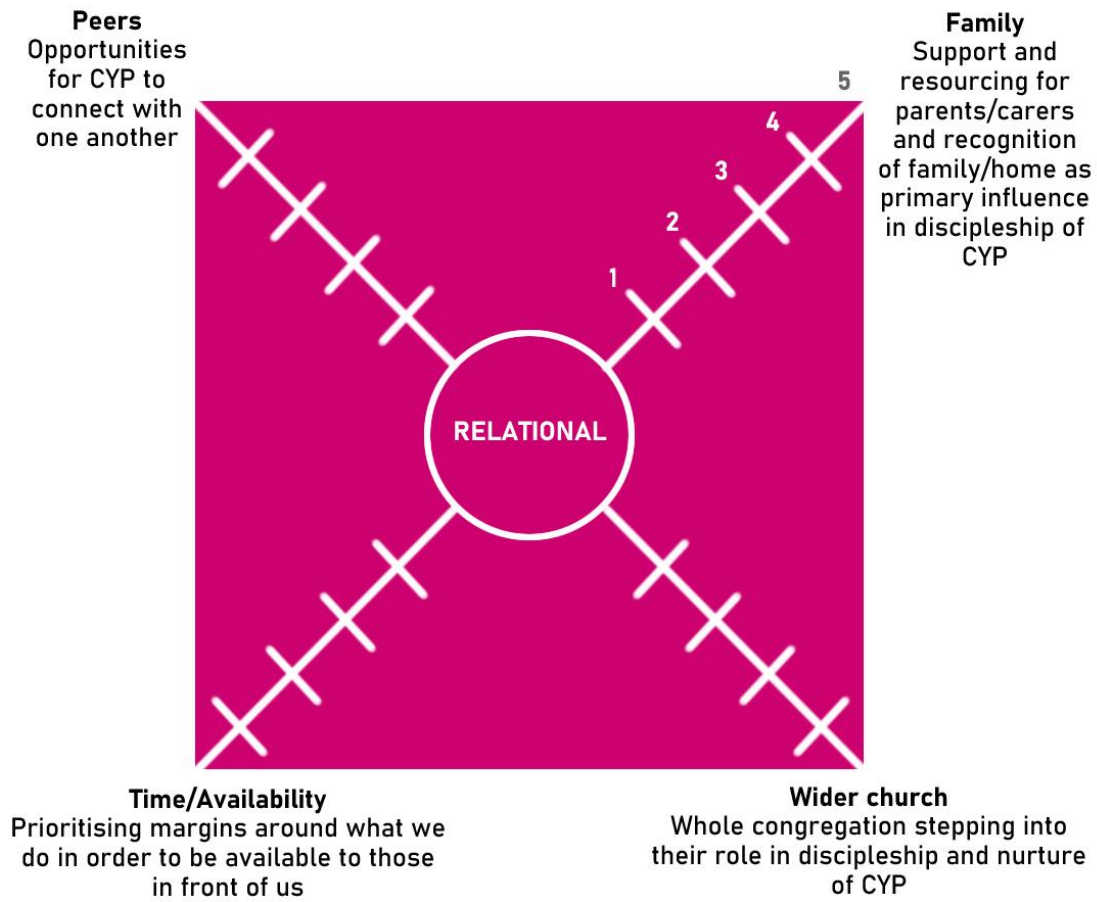 Peers
Opportunities
for CYP to
connect with
one another
Family
Support and
resourcing for
parents/carers
and recognition
of family/home as
primary influence
in discipleship of
CYP
5
4
3
2
1
RELATIONAL
Time/Availability
Prioritising margins around what we
do in order to be available to those
in front of us
Wider church
Whole congregation stepping into
their role in discipleship and nurture
of CYP